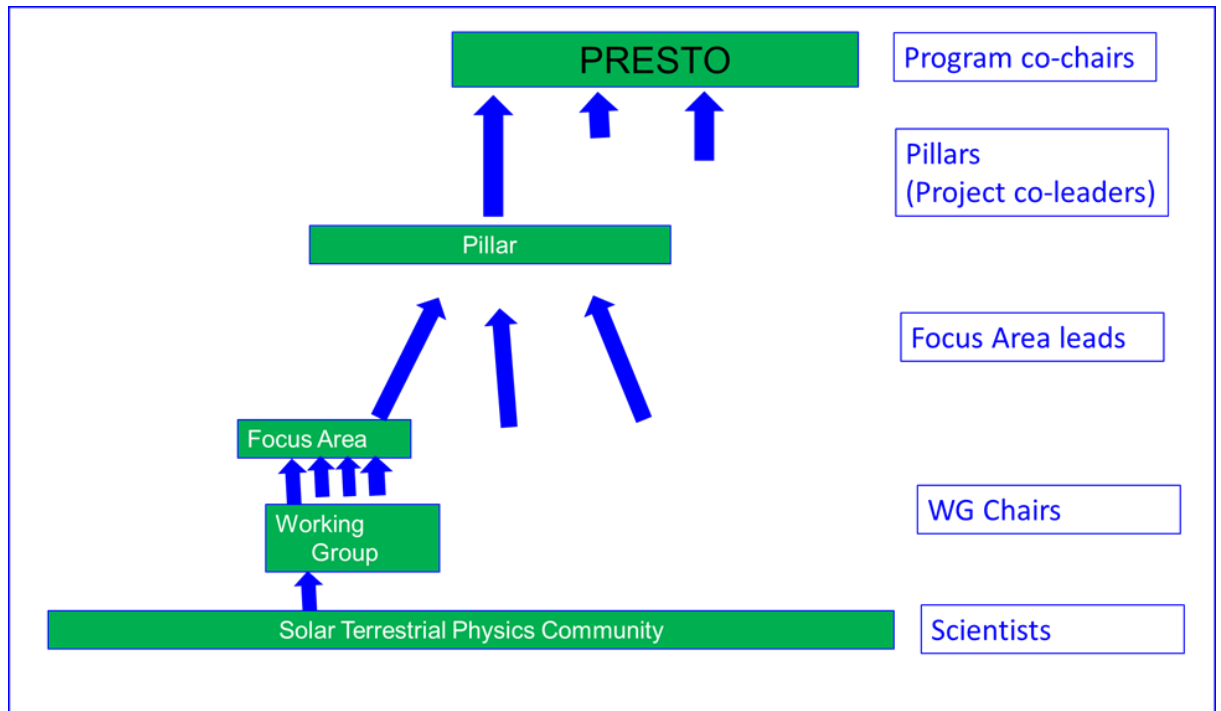 PRESTO
Program co-chairs
Pillars
(Project co-leaders)
Pillar
Focus Area leads
Focus Area
Working
Group
WG Chairs
Solar Terrestrial Physics Community
Scientists